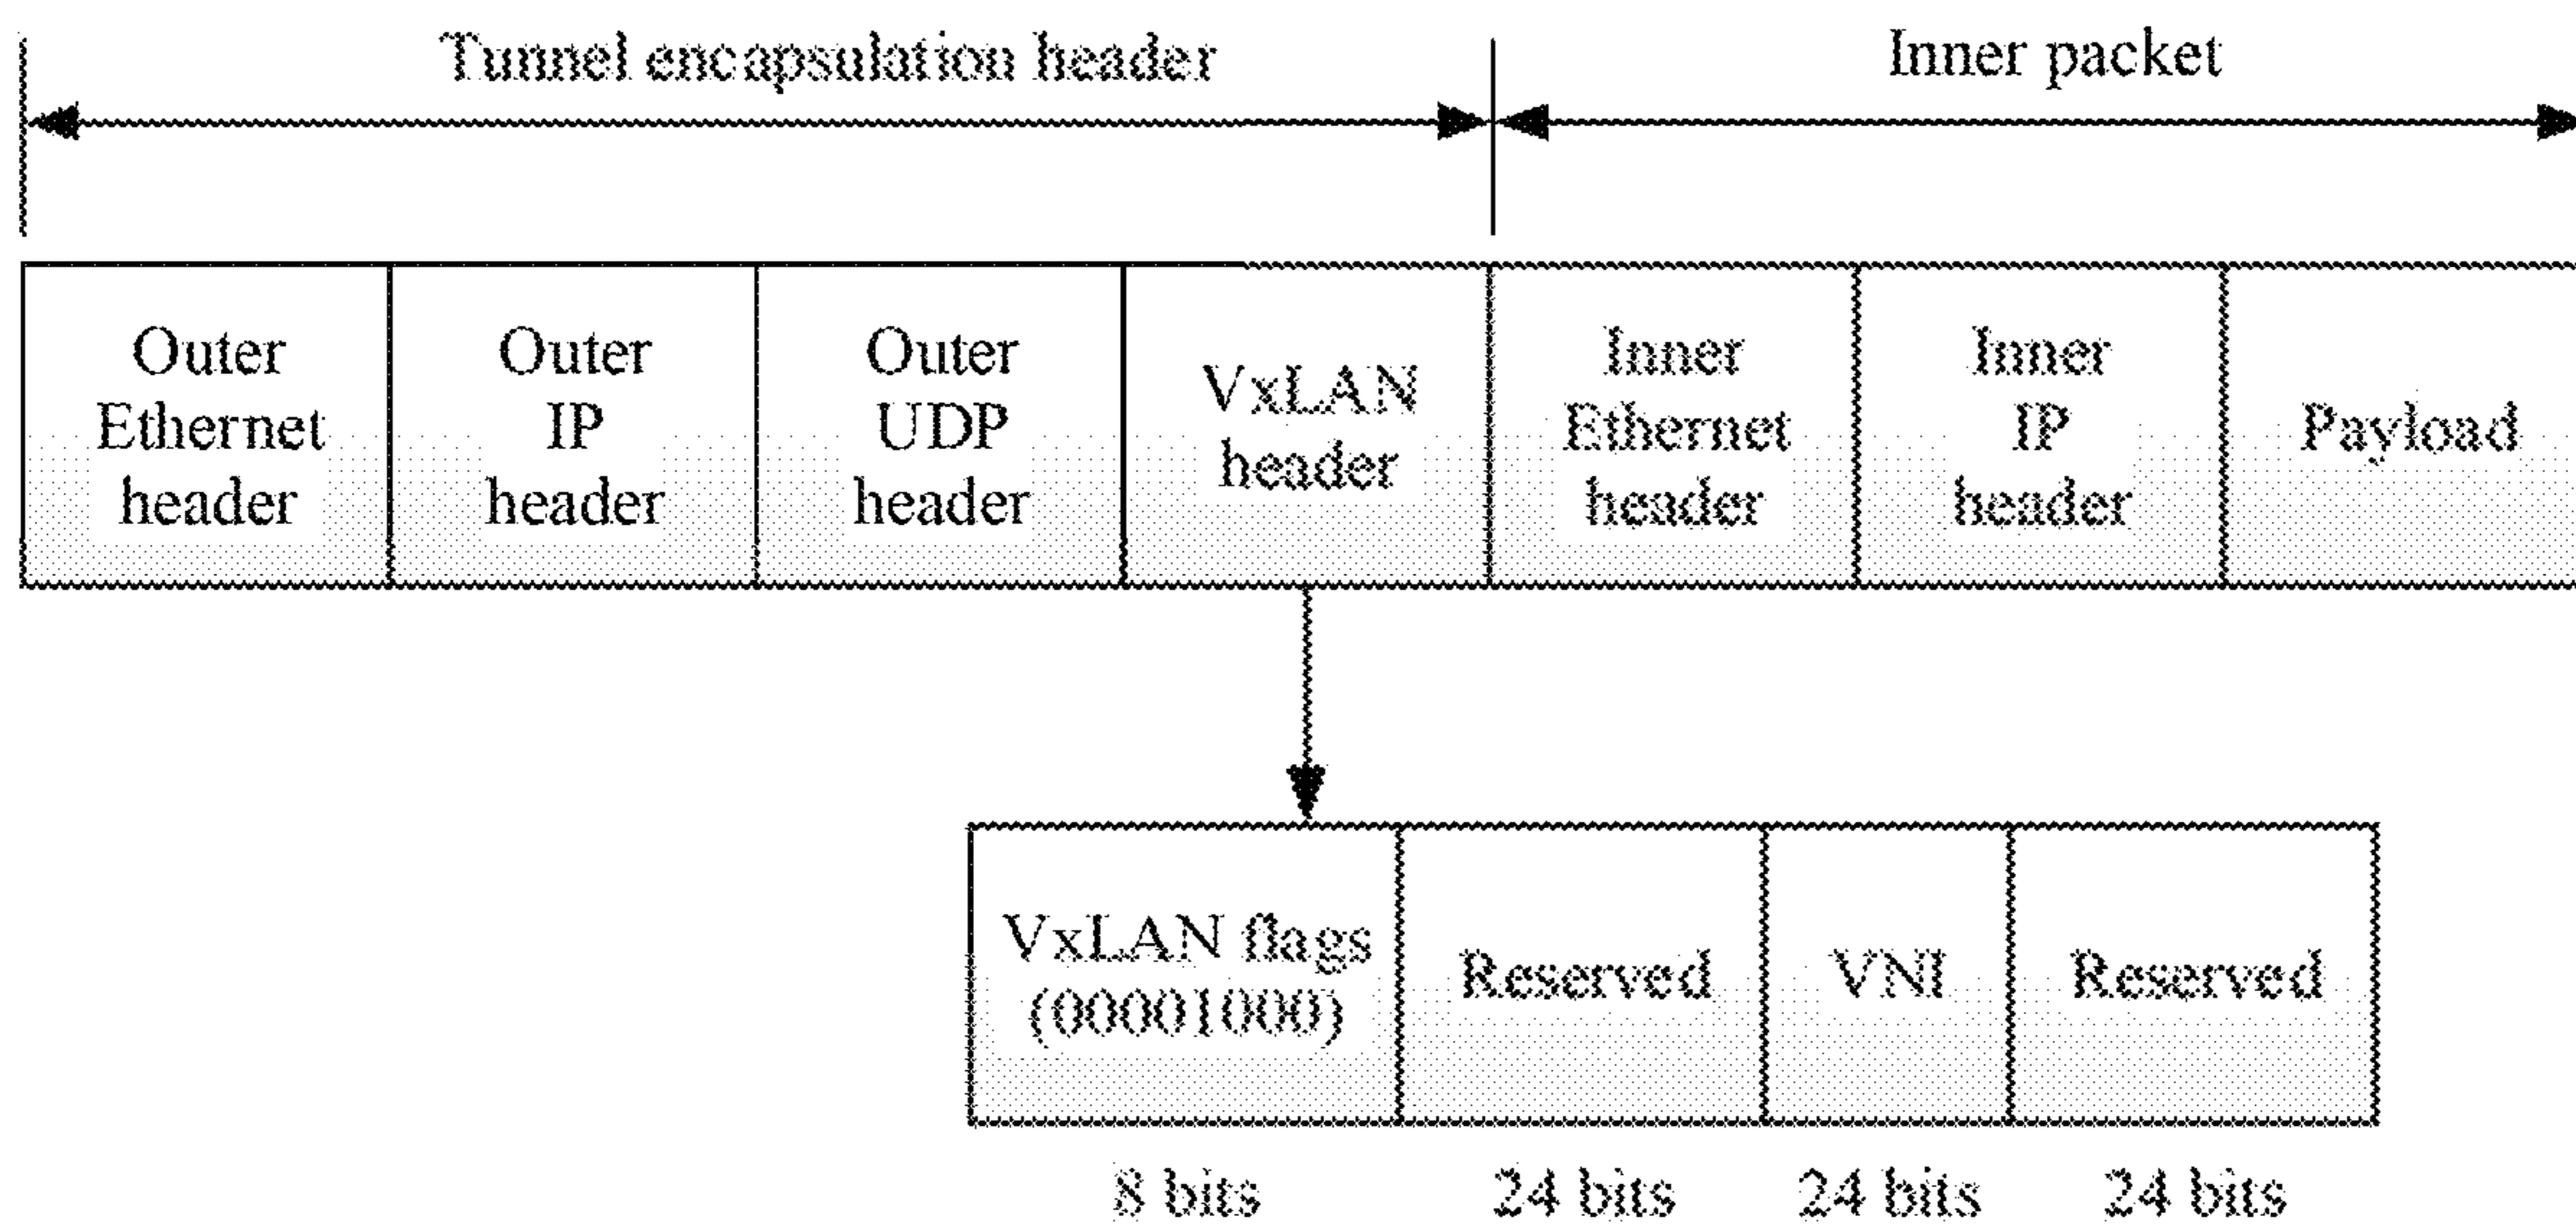 Tunnel encapsulation header
Inner packet
Outer
Ethernet
header
Outer
IP
header
Outer
UDP
header
VxLAN
header
Inner
Ethernet
header
Inner
IP
header
Payload
VxLAN flags
(00001000)
Reserved
VNI
Reserved
8 bits
24 bits
24 bits
24 bits